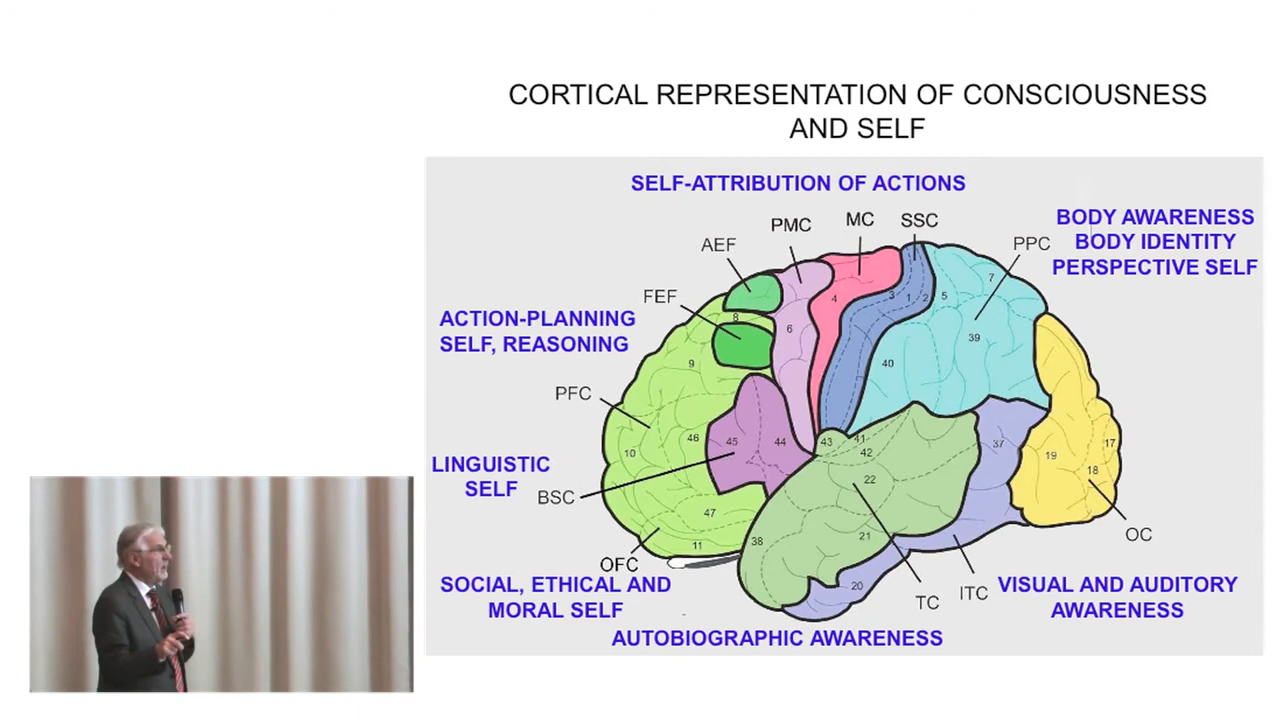 CORTICAL REPRESENTATION OF CONSCIOUSNESS
AND SELF
SELF-ATTRIBUTION OF ACTIONS
BODY AWARENESS
BODY IDENTITY
PERSPECTIVE SELF
PMC
MC
SSC
AEF
PPC
FEF
ACTION-PLANNING
SELF, REASONING
PFC
LINGUISTIC
SELF
BSC
OFC
SOCIAL, ETHICAL AND
MORAL SELF
AUTOBIOGRAPHIC AWARENESS
TC
ITC
OC
VISUAL AND AUDITORY
AWARENESS
7
4
3
1
2
5
8
6
39
9
40
46
45
44
43
41
42
37
17
10
19
18
22
47
11
38
21
20